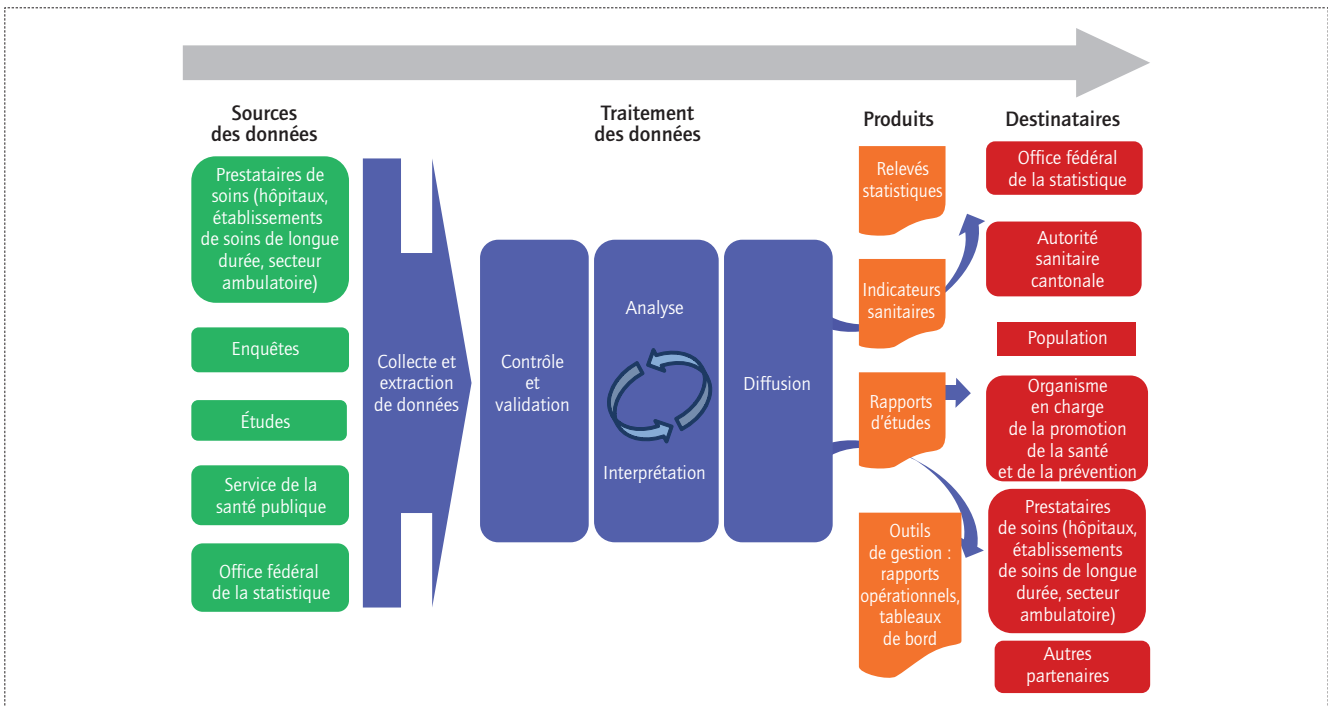 Sources
des données
Traitement
des données
Produits
Destinataires
Prestataires de
soins (hôpitaux,
établissements
de soins de longue
durée, secteur
ambulatoire)
Enquêtes
Études
Service de la
santé publique
Office fédéral
de la statistique
Collecte et
extraction
de données
Contrôle
et
validation
Analyse
Interprétation
Diffusion
Relevés
statistiques
Indicateurs
sanitaires
Rapports
d'études
Outils
de gestion :
rapports
opérationnels,
tableaux
de bord
Office fédéral
de la statistique
Autorité
sanitaire
cantonale
Population
Organisme
en charge
de la promotion
de la santé
et de la prévention
Prestataires
de soins (hôpitaux,
établissements
de soins de longue
durée, secteur
ambulatoire)
Autres
partenaires